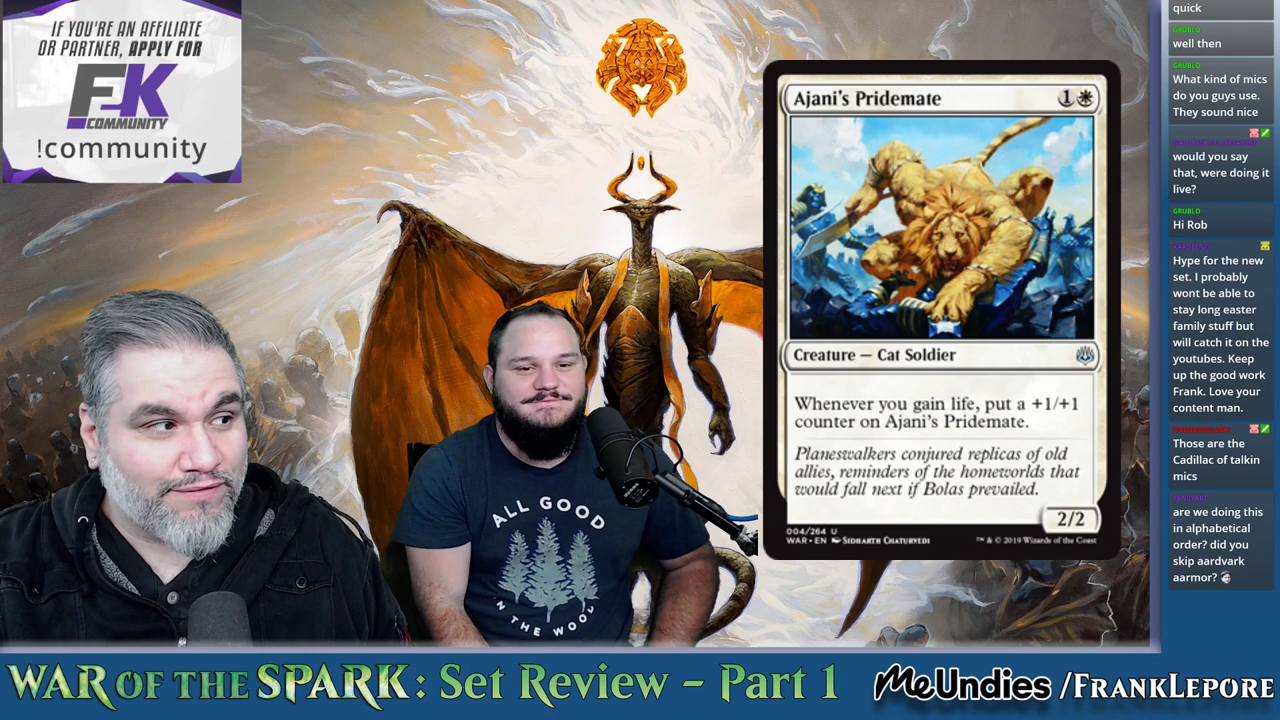 IF YOU'RE AN AFFILIATE
OR PARTNER, APPLY FOR
FK
COMMUNITY
!community
Ajani's Pridemate
1
Creature — Cat Soldier
Whenever you gain life, put a +1/+1
counter on Ajani's Pridemate.
Planeswalkers conjured replicas of old
allies, reminders of the homeworlds that
would fall next if Bolas prevailed.
2/2
004/264 U
WAR • EN SIDHARTH CHATURVEDI
™ & © 2019 Wizards of the Coast
ALL GOOD
IN THE WOODS
quick
GRUBLO
well then
GRUBLO
What kind of mics
do you guys use.
They sound nice
would you say
that, were doing it
live?
GRUBLO
Hi Rob
Hype for the new
set. I probably
wont be able to
stay long easter
family stuff but
will catch it on the
youtubes. Keep
up the good work
Frank. Love your
content man.
Those are the
Cadillac of talkin
mics
are we doing this
in alphabetical
order? did you
skip aardvark
aarmor?
WAR OF THE SPARK: Set Review - Part 1
MeUndies /FRANKLEPORE